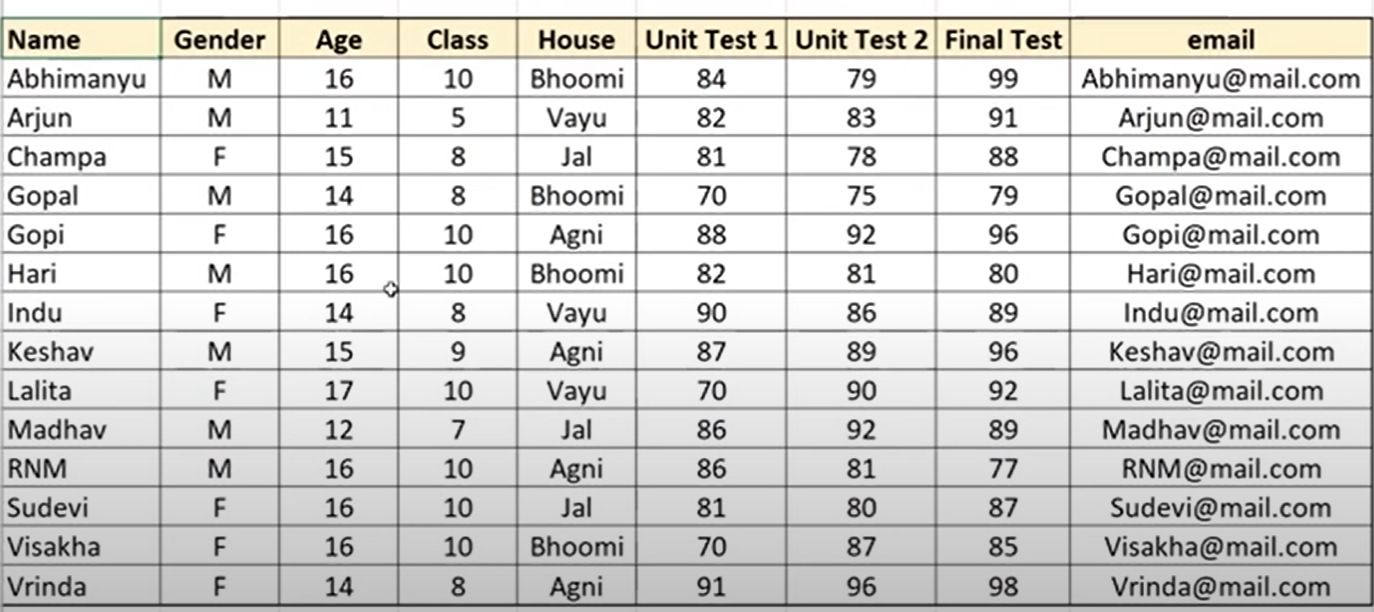 Name Gender Age Class House Unit Test 1 Unit Test 2 Final Test email
Abhimanyu M 16 10 Bhoomi 84 79 99 Abhimanyu@mail.com
Arjun M 11 5 Vayu 82 83 91 Arjun@mail.com
Champa F 15 8 Jal 81 78 88 Champa@mail.com
Gopal M 14 8 Bhoomi 70 75 79 Gopal@mail.com
Gopi F 16 10 Agni 88 92 96 Gopi@mail.com
Hari M 16 10 Bhoomi 82 81 80 Hari@mail.com
Indu F 14 8 Vayu 90 86 89 Indu@mail.com
Keshav M 15 9 Agni 87 89 96 Keshav@mail.com
Lalita F 17 10 Vayu 70 90 92 Lalita@mail.com
Madhav M 12 7 Jal 86 92 89 Madhav@mail.com
RNM M 16 10 Agni 86 81 77 RNM@mail.com
Sudevi F 16 10 Jal 81 80 87 Sudevi@mail.com
Visakha F 16 10 Bhoomi 70 87 85 Visakha@mail.com
Vrinda F 14 8 Agni 91 96 98 Vrinda@mail.com